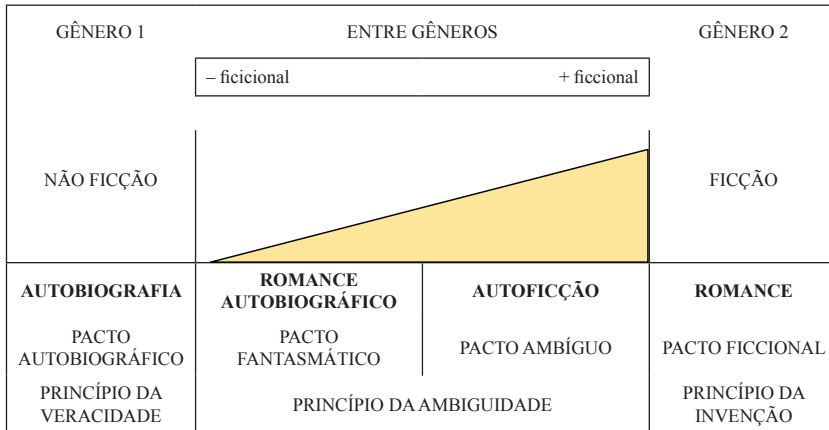 GÊNERO 1 ENTRE GÊNEROS GÊNERO 2
– ficicional + ficcional
NÃO FICÇÃO FICÇÃO
AUTOBIOGRAFIA
ROMANCE
AUTOBIOGRÁFICO
AUTOFICÇÃO
ROMANCE
PACTO
AUTOBIOGRÁFICO
PACTO
FANTASMÁTICO
PACTO AMBÍGUO
PACTO FICCIONAL
PRINCÍPIO DA
VERACIDADE
PRINCÍPIO DA AMBIGUIDADE
PRINCÍPIO DA
INVENÇÃO